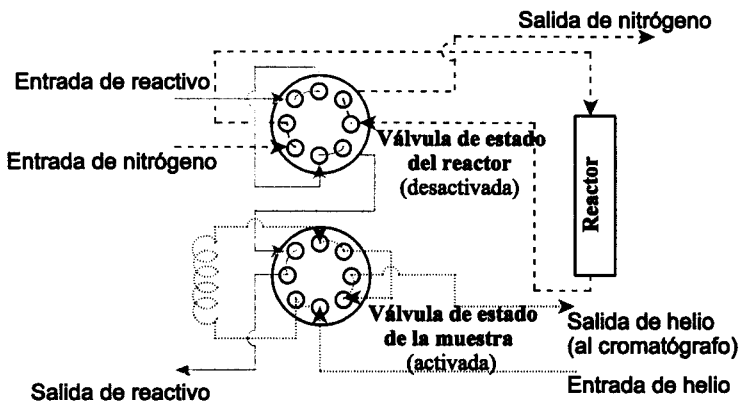 Salida de nitrógeno
Entrada de reactivo
Entrada de nitrógeno
Válvula de estado
del reactor
(desactivada)
Reactor
Válvula de estado
de la muestra
(activada)
Salida de helio
(al cromatógrafo)
Entrada de helio
Salida de reactivo